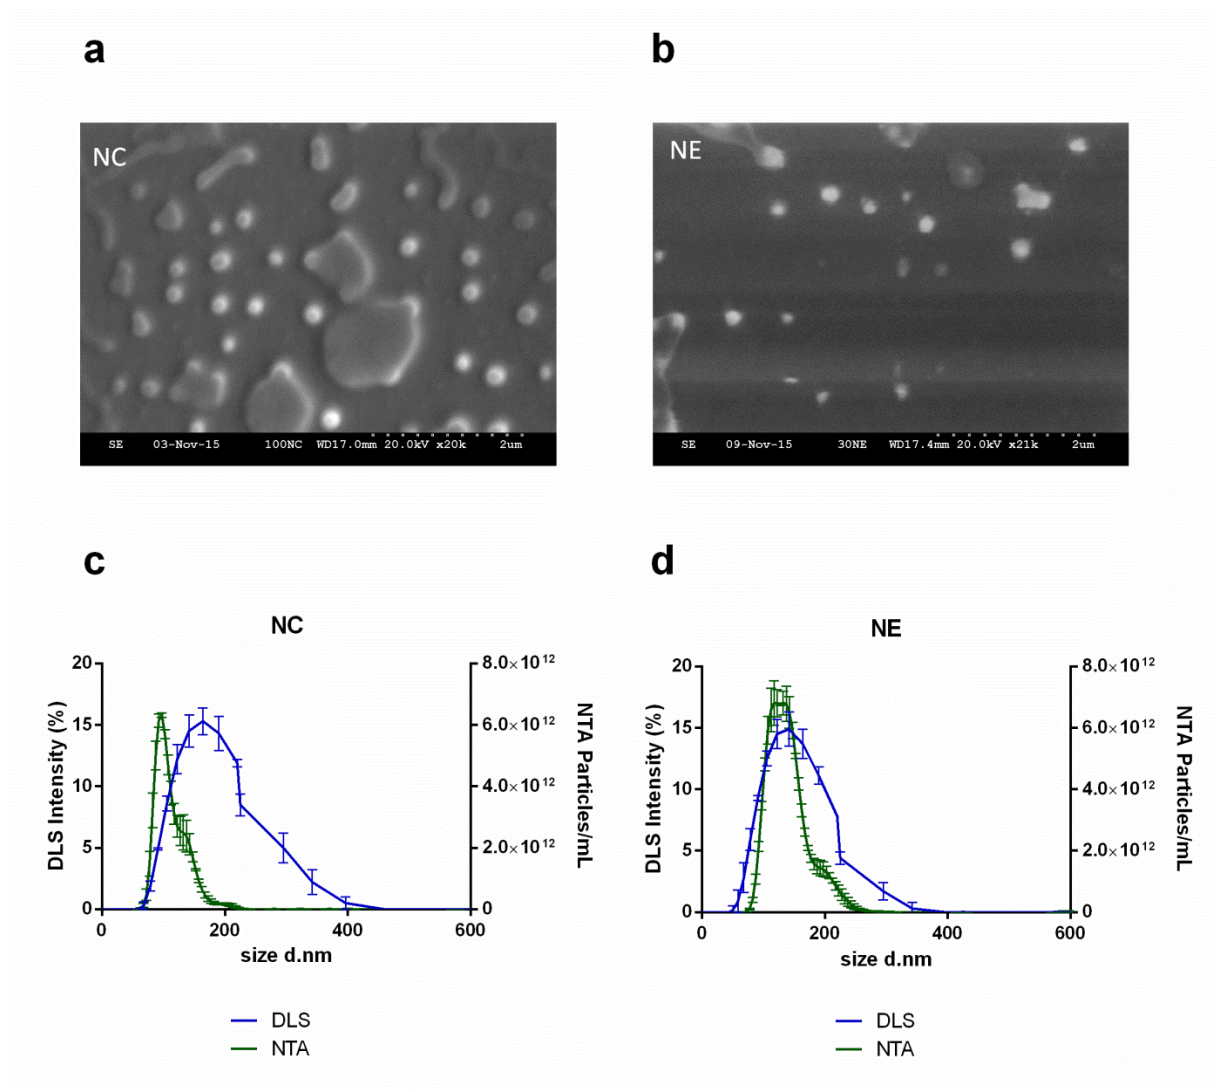 a
b
NC
NE
SE 03-Nov-15 100NC WD17.0mm 20.0kV x20k 2um
SE 09-Nov-15 30NE WD17.4mm 20.0kV x21k 2um
c
d
NC
20
15
10
5
0
DLS Intensity (%)
8.0×10¹²
6.0×10¹²
4.0×10¹²
2.0×10¹²
0
NTA Particles/mL
0 200 400 600
size d.nm
DLS
NTA
NE
20
15
10
5
0
DLS Intensity (%)
8.0×10¹²
6.0×10¹²
4.0×10¹²
2.0×10¹²
0
NTA Particles/mL
0 200 400 600
size d.nm
DLS
NTA